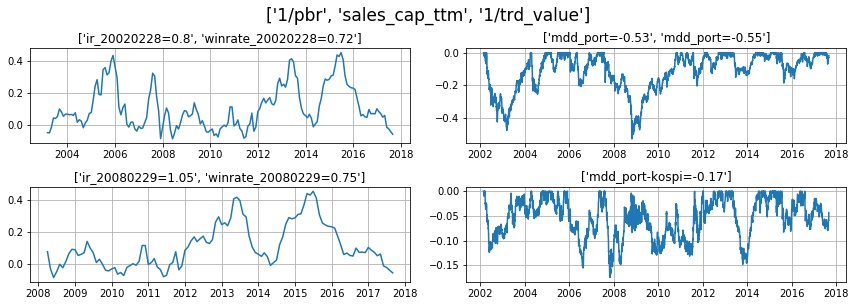 ['1/pbr', 'sales_cap_ttm', '1/trd_value']
['ir_20020228=0.8', 'winrate_20020228=0.72']
0.4
0.2
0.0
2004 2006 2008 2010 2012 2014 2016 2018
['mdd_port=-0.53', 'mdd_port=-0.55']
0.0
−0.2
−0.4
2002 2004 2006 2008 2010 2012 2014 2016 2018
['ir_20080229=1.05', 'winrate_20080229=0.75']
0.4
0.2
0.0
2008 2009 2010 2011 2012 2013 2014 2015 2016 2017 2018
['mdd_port-kospi=-0.17']
0.00
−0.05
−0.10
−0.15
2002 2004 2006 2008 2010 2012 2014 2016 2018